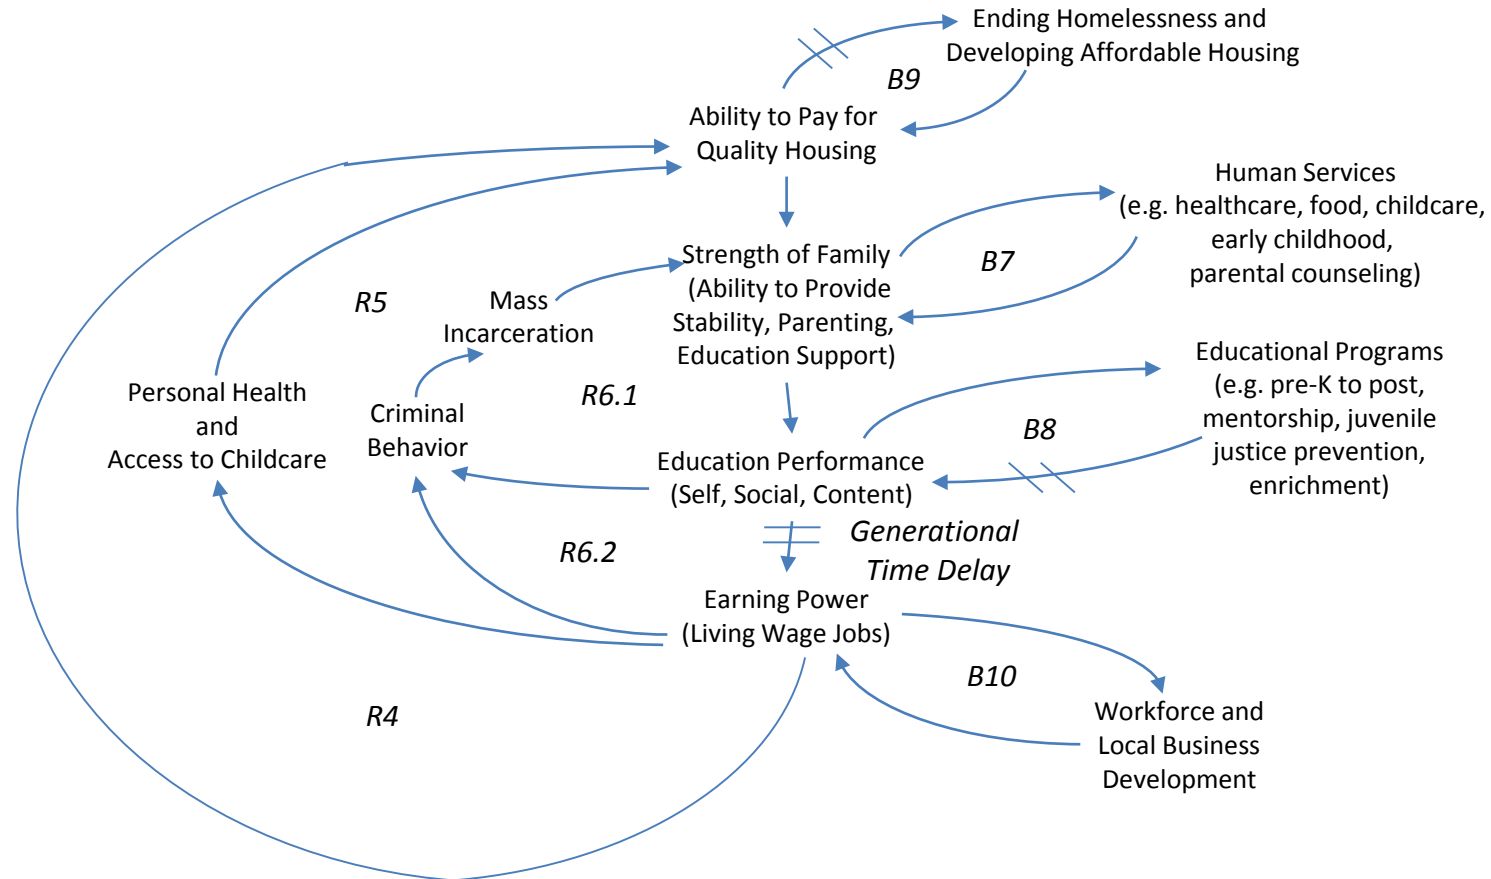 Ending Homelessness and
Developing Affordable Housing
B9
Ability to Pay for
Quality Housing
Human Services
(e.g. healthcare, food, childcare,
early childhood,
parental counseling)
B7
Strength of Family
(Ability to Provide
Stability, Parenting,
Education Support)
R5
Mass
Incarceration
Educational Programs
(e.g. pre-K to post,
mentorship, juvenile
justice prevention,
enrichment)
R6.1
Personal Health
and
Access to Childcare
Criminal
Behavior
B8
Education Performance
(Self, Social, Content)
Generational
Time Delay
R6.2
Earning Power
(Living Wage Jobs)
B10
R4
Workforce and
Local Business
Development